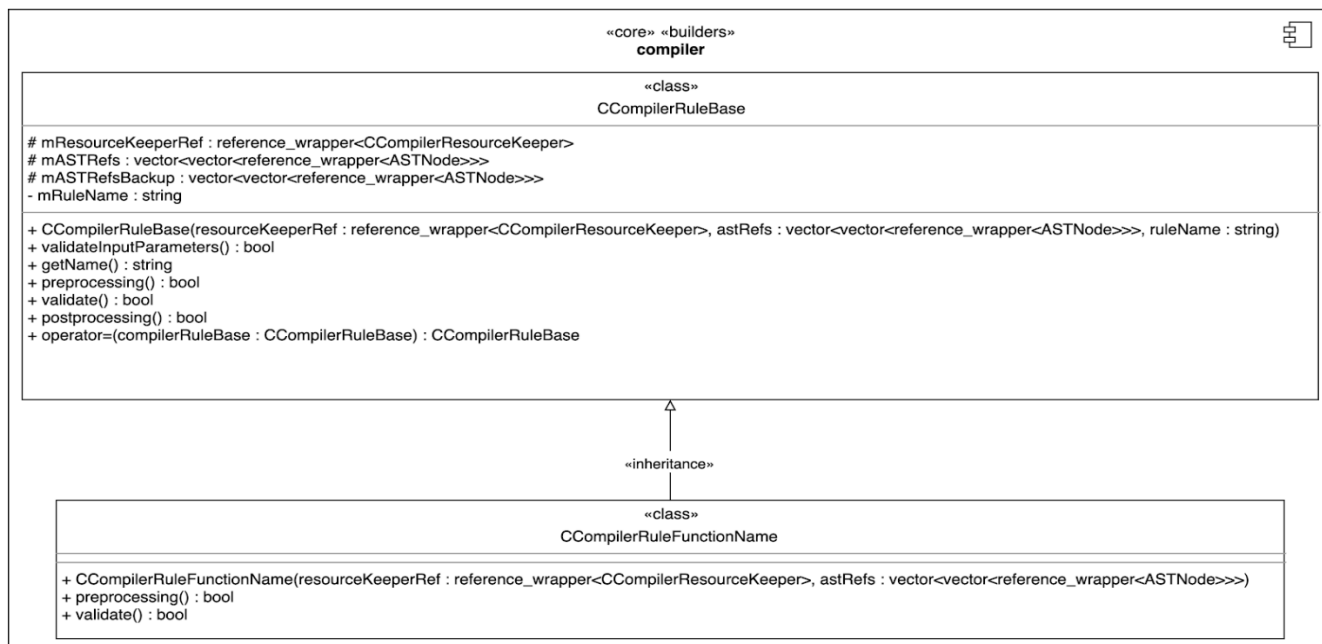 «core» «builders»
compiler
«class»
CCompilerRuleBase
# mResourceKeeperRef : reference_wrapper<CCompilerResourceKeeper>
# mASTRefs : vector<vector<reference_wrapper<ASTNode>>>
# mASTRefsBackup : vector<vector<reference_wrapper<ASTNode>>>
- mRuleName : string
+ CCompilerRuleBase(resourceKeeperRef : reference_wrapper<CCompilerResourceKeeper>, astRefs : vector<vector<reference_wrapper<ASTNode>>>, ruleName : string)
+ validateInputParameters() : bool
+ getName() : string
+ preprocessing() : bool
+ validate() : bool
+ postprocessing() : bool
+ operator=(compilerRuleBase : CCompilerRuleBase) : CCompilerRuleBase
«inheritance»
«class»
CCompilerRuleFunctionName
+ CCompilerRuleFunctionName(resourceKeeperRef : reference_wrapper<CCompilerResourceKeeper>, astRefs : vector<vector<reference_wrapper<ASTNode>>>)
+ preprocessing() : bool
+ validate() : bool